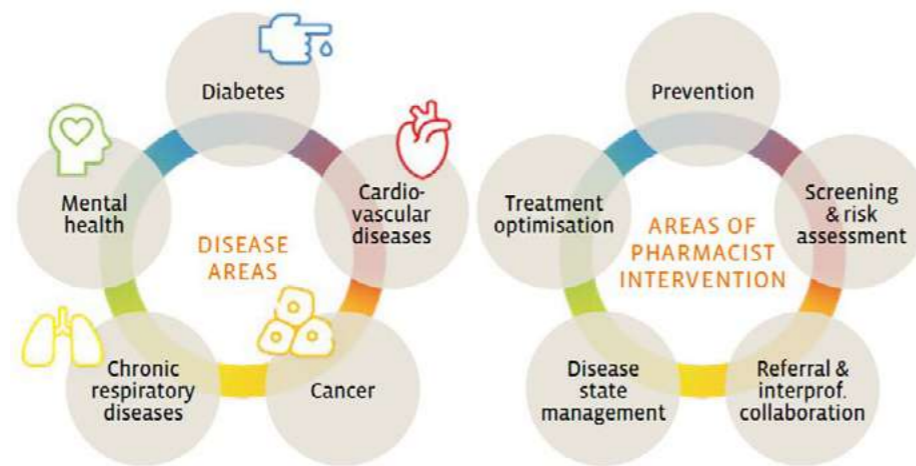 Diabetes
Cardio-
vascular
diseases
Cancer
Chronic
respiratory
diseases
Mental
health
DISEASE
AREAS
Prevention
Screening
& risk
assessment
Referral &
interprof.
collaboration
Disease
state
management
Treatment
optimisation
AREAS OF
PHARMACIST
INTERVENTION